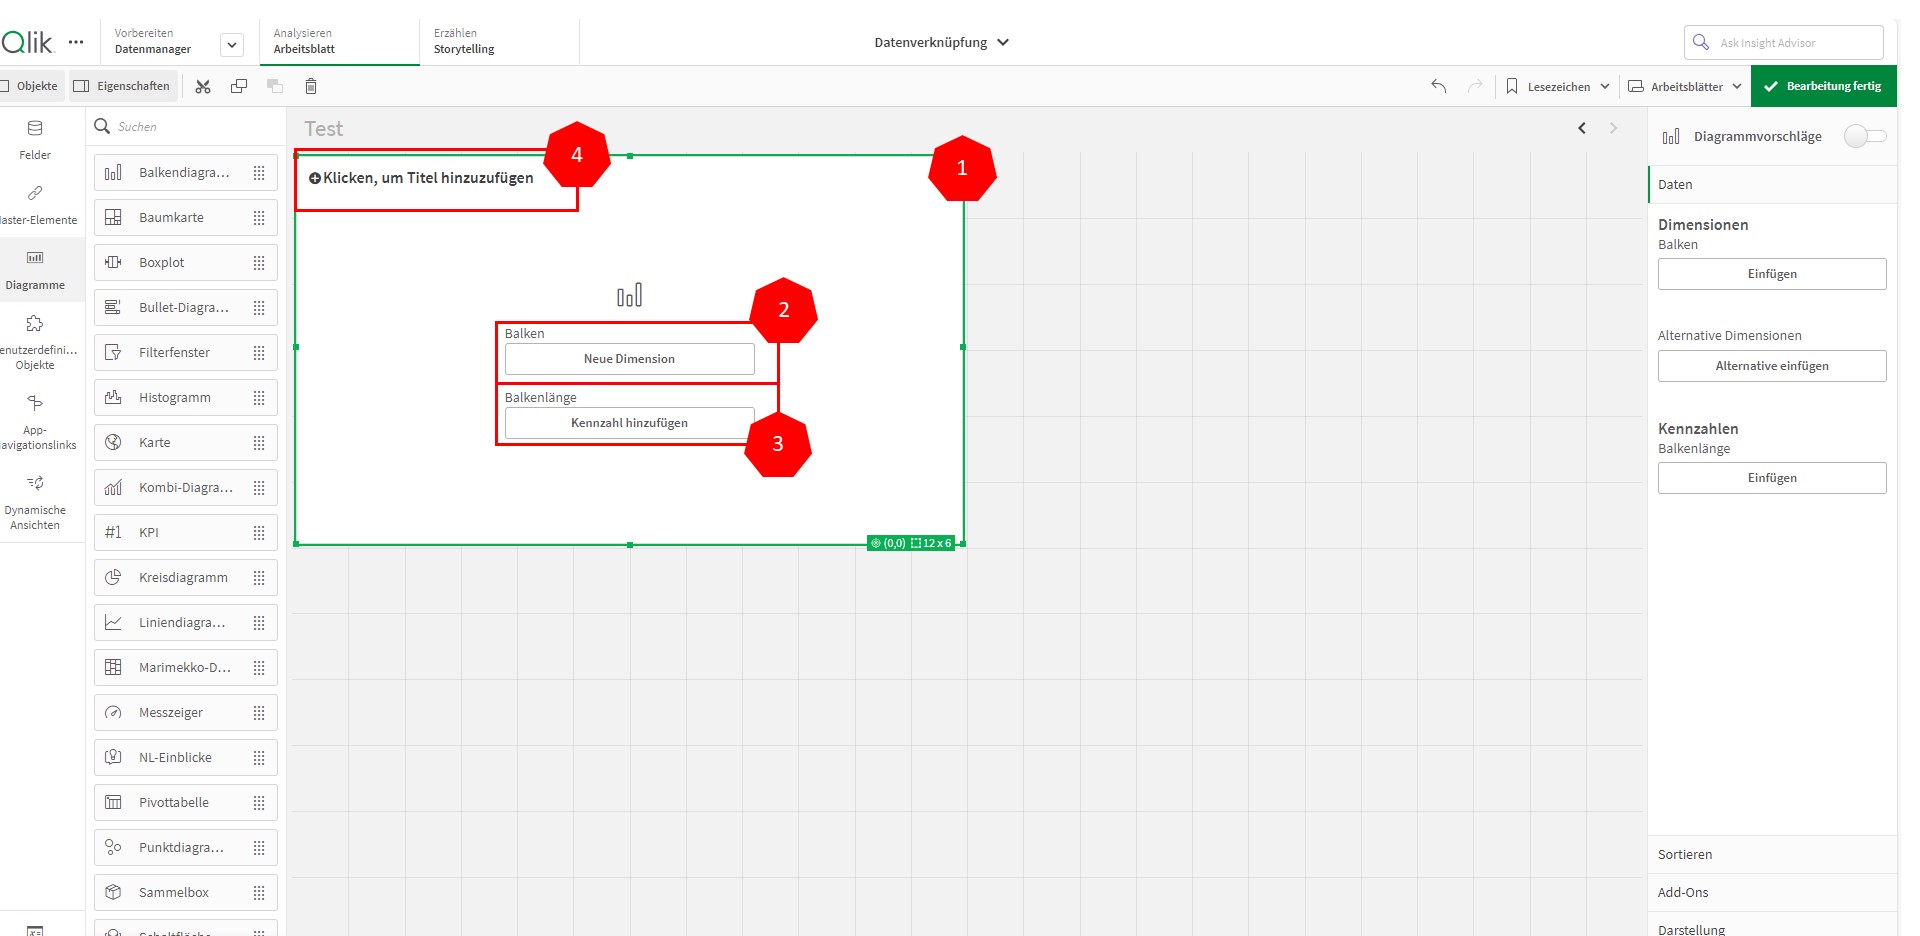 Qlik
Vorbereiten
Datenmanager
Analysieren
Arbeitsblatt
Erzählen
Storytelling
Datenverknüpfung
Ask Insight Advisor
Objekte
Eigenschaften
Lesezeichen
Arbeitsblätter
Bearbeitung fertig
Felder
aster-Elemente
Diagramme
enutzerdefini...
Objekte
App-
avigationslinks
Dynamische
Ansichten
Suchen
Balkendiagra...
Baumkarte
Boxplot
Bullet-Diagra...
Filterfenster
Histogramm
Karte
Kombi-Diagra...
#1 KPI
Kreisdiagramm
Liniendiagra...
Marimekko-D...
Messzeiger
NL-Einblicke
Pivottabelle
Punktdiagra...
Sammelbox
Schaltfläche
Test
Klicken, um Titel hinzuzufügen
4
1
2
Balken
Neue Dimension
Balkenlänge
Kennzahl hinzufügen
3
(0,0) 12 x 6
Diagrammvorschläge
Daten
Dimensionen
Balken
Einfügen
Alternative Dimensionen
Alternative einfügen
Kennzahlen
Balkenlänge
Einfügen
Sortieren
Add-Ons
Darstellung